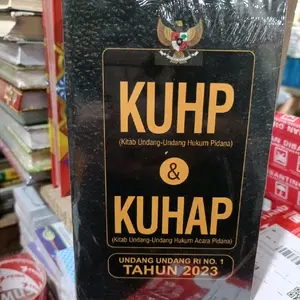 KUHP
(Kitab Undang-Undang Hukum Pidana)
&
KUHAP
(Kitab Undang-Undang Hukum Acara Pidana)
UNDANG UNDANG RI NO. 1
TAHUN 2023